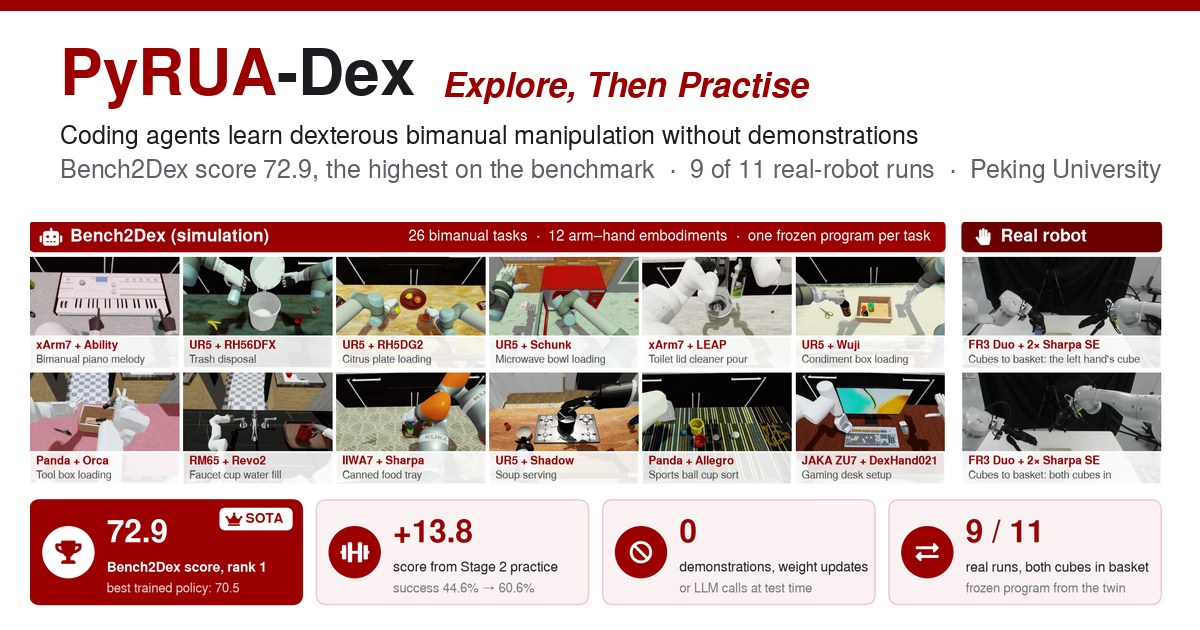 PyRUA-Dex Explore, Then Practise
Coding agents learn dexterous bimanual manipulation without demonstrations
Bench2Dex score 72.9, the highest on the benchmark · 9 of 11 real-robot runs · Peking University
Bench2Dex (simulation) 26 bimanual tasks · 12 arm–hand embodiments · one frozen program per task
Real robot
xArm7 + Ability
Bimanual piano melody
UR5 + RH56DFX
Trash disposal
UR5 + RH5DG2
Citrus plate loading
UR5 + Schunk
Microwave bowl loading
xArm7 + LEAP
Toilet lid cleaner pour
UR5 + Wuji
Condiment box loading
FR3 Duo + 2× Sharpa SE
Cubes to basket: the left hand's cube
Panda + Orca
Tool box loading
RM65 + Revo2
Faucet cup water fill
IIWA7 + Sharpa
Canned food tray
UR5 + Shadow
Soup serving
Panda + Allegro
Sports ball cup sort
JAKA ZU7 + DexHand021
Gaming desk setup
FR3 Duo + 2× Sharpa SE
Cubes to basket: both cubes in
72.9 SOTA
Bench2Dex score, rank 1
best trained policy: 70.5
+13.8
score from Stage 2 practice
success 44.6% → 60.6%
0
demonstrations, weight updates
or LLM calls at test time
9 / 11
real runs, both cubes in basket
frozen program from the twin